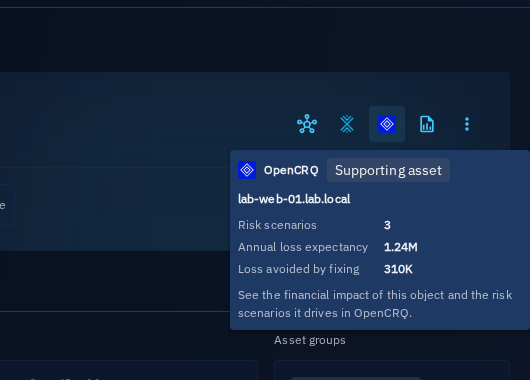 OpenCRQ Supporting asset
lab-web-01.lab.local
Risk scenarios 3
Annual loss expectancy 1.24M
Loss avoided by fixing 310K
See the financial impact of this object and the risk
scenarios it drives in OpenCRQ.
Asset groups